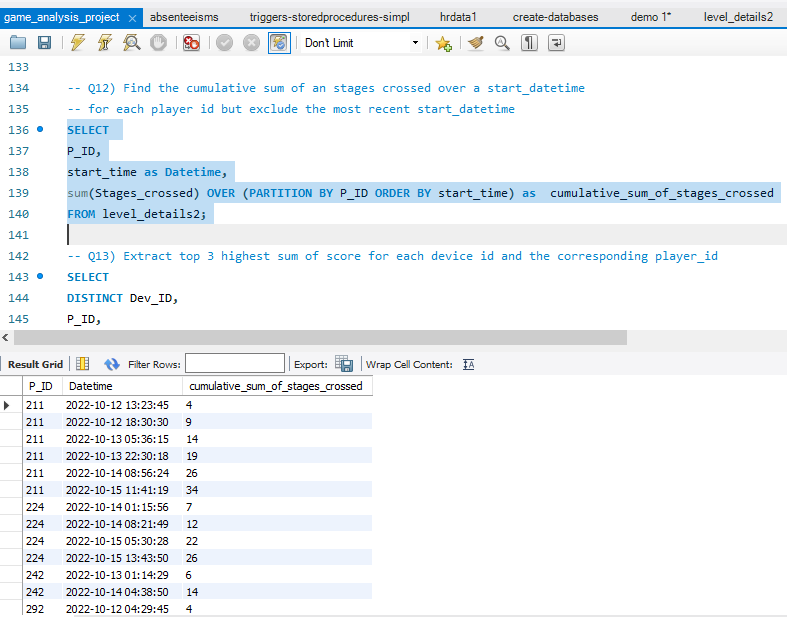 game_analysis_project × absenteeisms triggers-storedprocedures-simpl hrdata1 create-databases demo 1* level_details2
Don't Limit
133
134 -- Q12) Find the cumulative sum of an stages crossed over a start_datetime
135 -- for each player id but exclude the most recent start_datetime
136 SELECT
137 P_ID,
138 start_time as Datetime,
139 sum(Stages_crossed) OVER (PARTITION BY P_ID ORDER BY start_time) as cumulative_sum_of_stages_crossed
140 FROM level_details2;
141
142 -- Q13) Extract top 3 highest sum of score for each device id and the corresponding player_id
143 SELECT
144 DISTINCT Dev_ID,
145 P_ID,
Result Grid Filter Rows: Export: Wrap Cell Content:
P_ID Datetime cumulative_sum_of_stages_crossed
211 2022-10-12 13:23:45 4
211 2022-10-12 18:30:30 9
211 2022-10-13 05:36:15 14
211 2022-10-13 22:30:18 19
211 2022-10-14 08:56:24 26
211 2022-10-15 11:41:19 34
224 2022-10-14 01:15:56 7
224 2022-10-14 08:21:49 12
224 2022-10-15 05:30:28 22
224 2022-10-15 13:43:50 26
242 2022-10-13 01:14:29 6
242 2022-10-14 04:38:50 14
292 2022-10-12 04:29:45 4